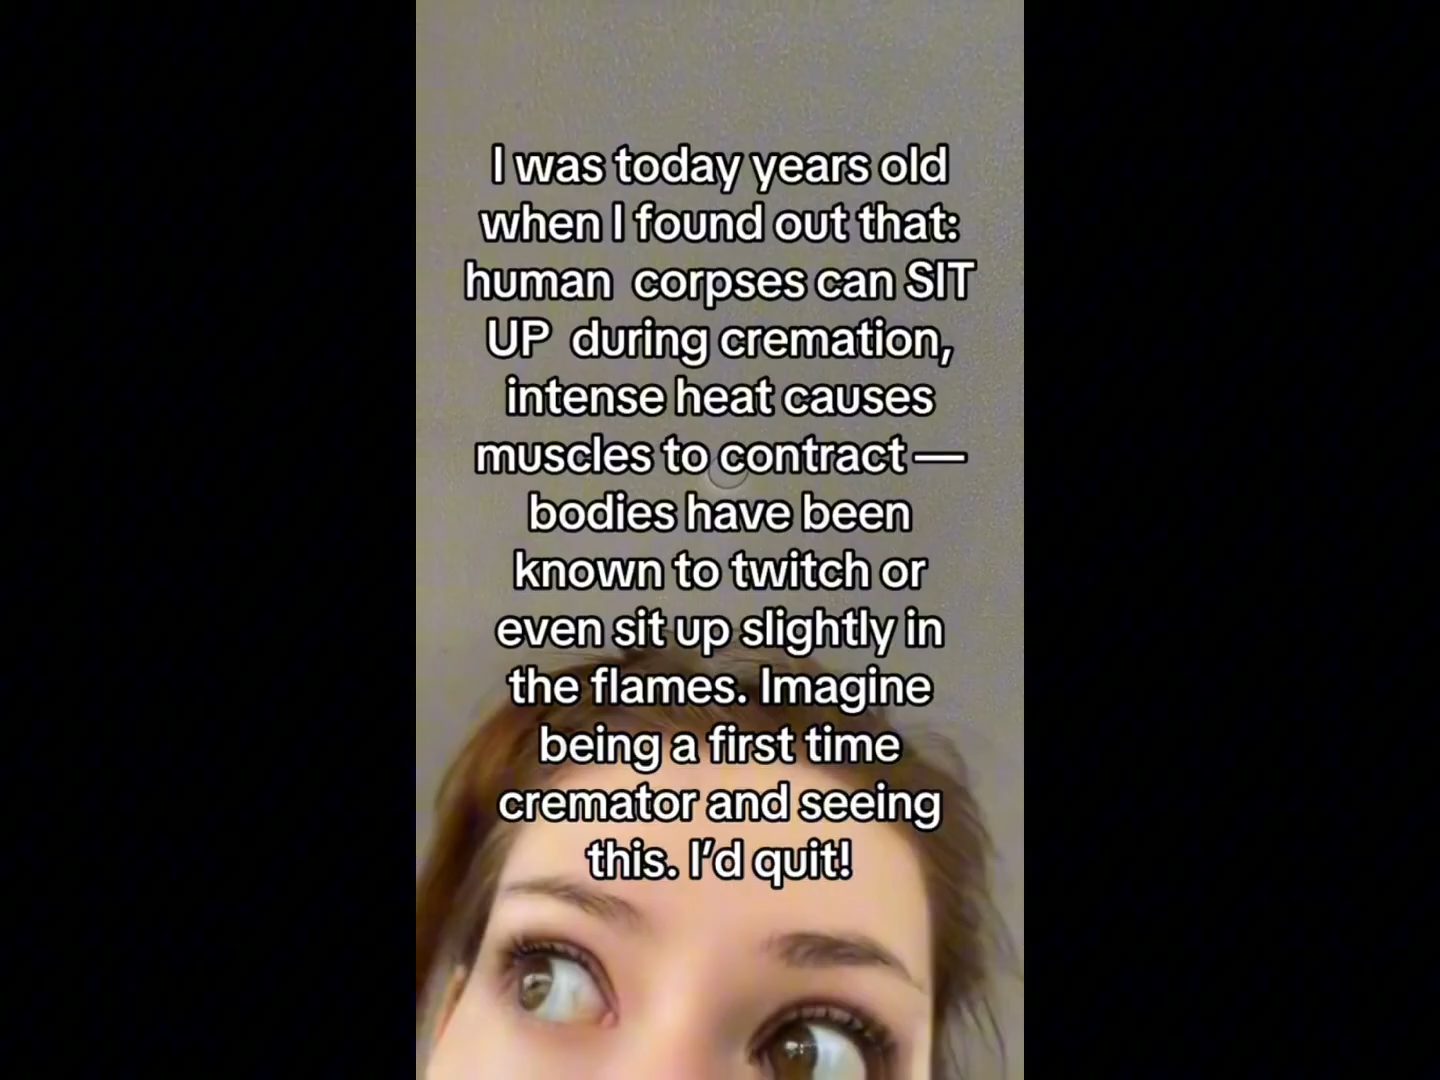 I was today years old
when I found out that:
human corpses can SIT
UP during cremation,
intense heat causes
muscles to contract —
bodies have been
known to twitch or
even sit up slightly in
the flames. Imagine
being a first time
cremator and seeing
this. I'd quit!